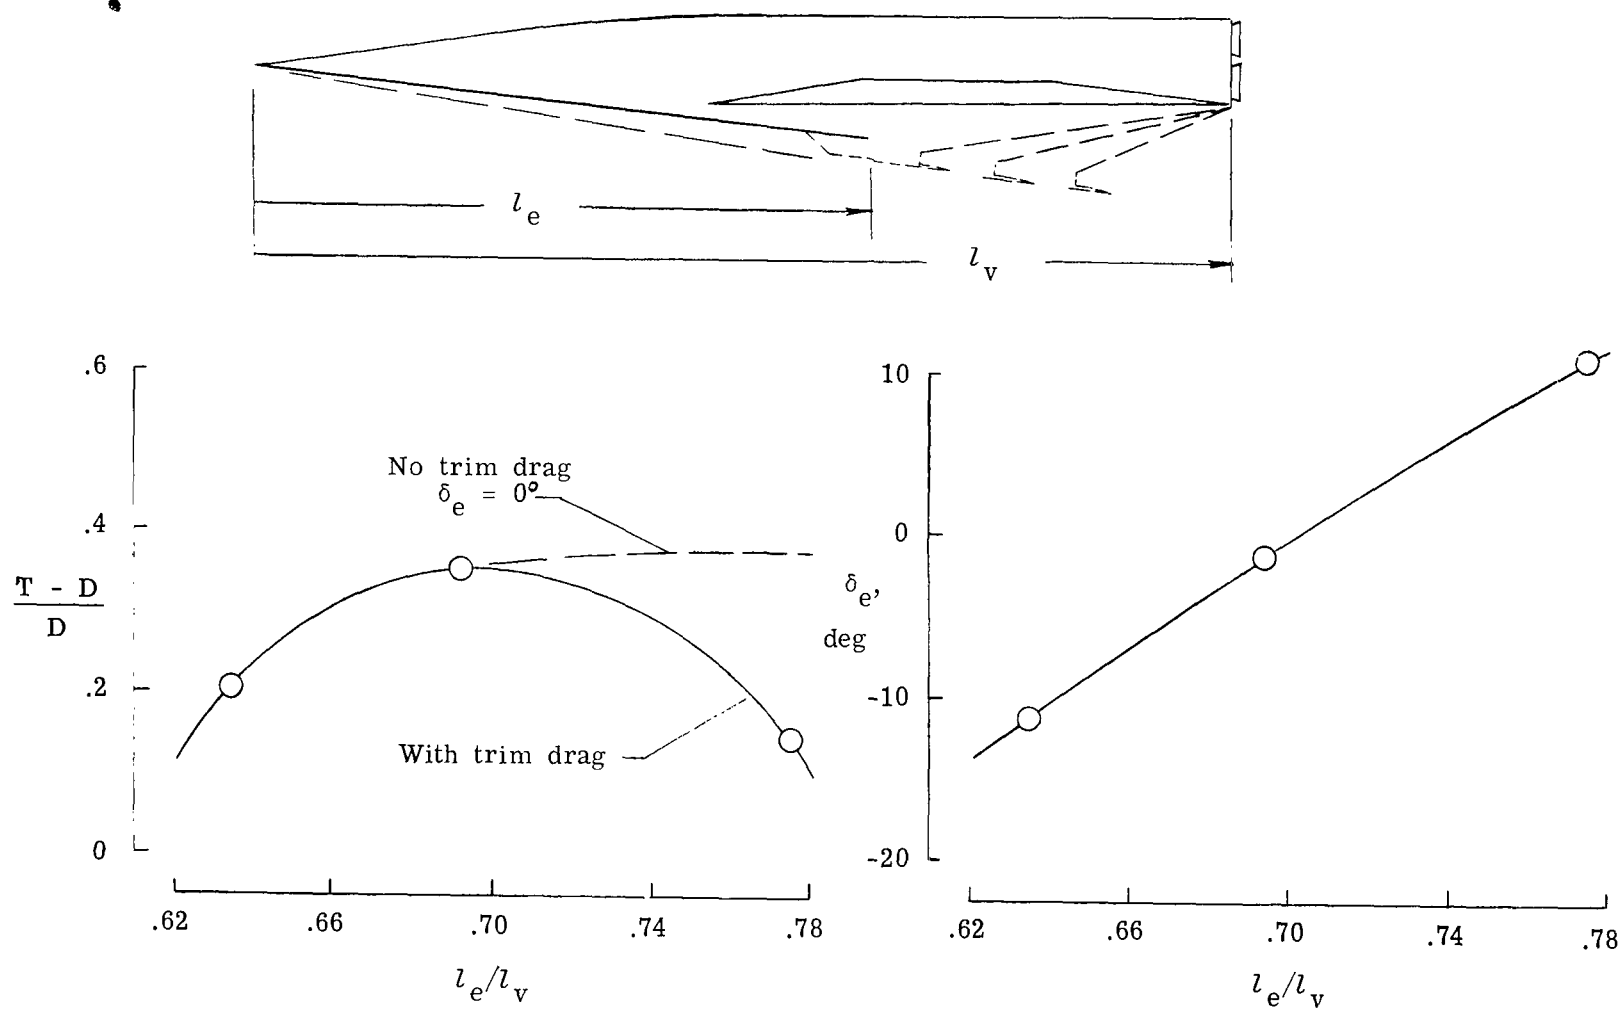 l_e
l_v
.6
.4
.2
0
T - D
D
No trim drag
δ_e = 0°
With trim drag
.62 .66 .70 .74 .78
l_e/l_v
10
0
-10
-20
δ_e,
deg
.62 .66 .70 .74 .78
l_e/l_v